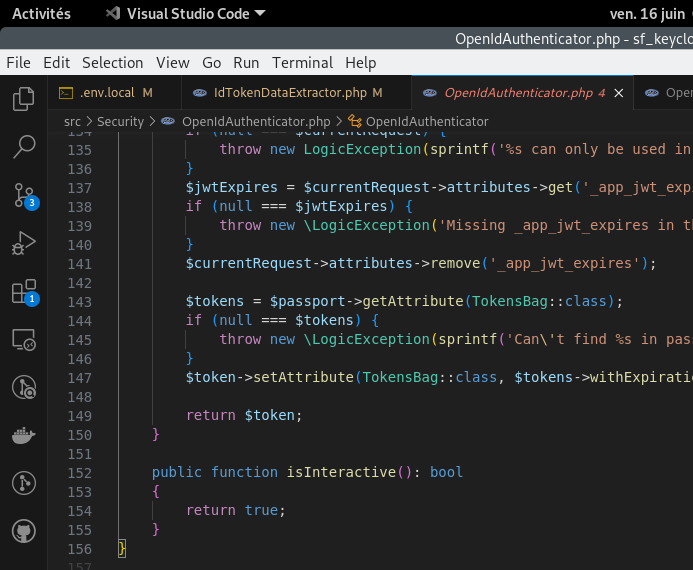 Activités Visual Studio Code ven. 16 juin
OpenIdAuthenticator.php - sf_keyclo
File Edit Selection View Go Run Terminal Help
.env.local M IdTokenDataExtractor.php M OpenIdAuthenticator.php 4 Open
src > Security > OpenIdAuthenticator.php > OpenIdAuthenticator
134 if (null === $currentRequest) {
135 throw new LogicException(sprintf('%s can only be used in
136 }
137 $jwtExpires = $currentRequest->attributes->get('_app_jwt_expi
138 if (null === $jwtExpires) {
139 throw new \LogicException('Missing _app_jwt_expires in th
140 }
141 $currentRequest->attributes->remove('_app_jwt_expires');
142
143 $tokens = $passport->getAttribute(TokensBag::class);
144 if (null === $tokens) {
145 throw new \LogicException(sprintf('Can\'t find %s in pas
146 }
147 $token->setAttribute(TokensBag::class, $tokens->withExpirati
148
149 return $token;
150 }
151
152 public function isInteractive(): bool
153 {
154 return true;
155 }
156 }
157
3
1